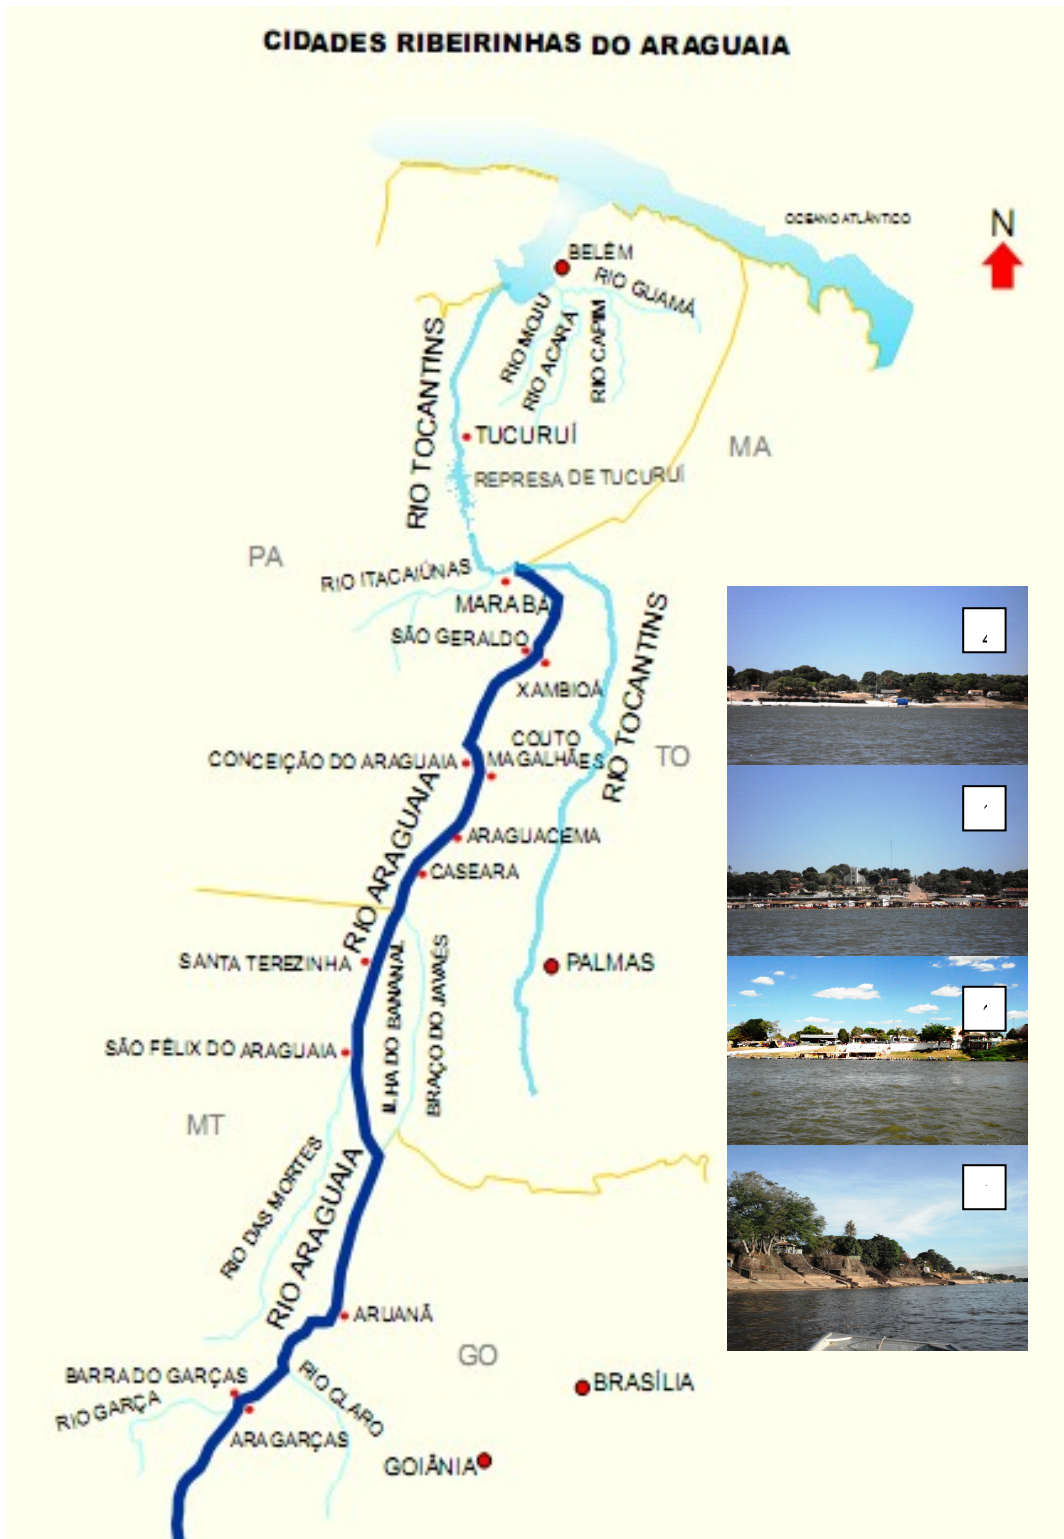 CIDADES RIBEIRINHAS DO ARAGUAIA
OCEANO ATLÂNTICO
N
BELÉM
RIO GUAMÁ
RIO MOJU
RIO ACARÁ
RIO CAPIM
RIO TOCANTINS
TUCURUÍ
MA
REPRESA DE TUCURUÍ
PA
RIO ITACAIÚNAS
MARABÁ
SÃO GERALDO
XAMBIOÁ
RIO TOCANTINS
COUTO
MAGALHÃES
CONCEIÇÃO DO ARAGUAIA
TO
RIO ARAGUAIA
ARAGUACEMA
CASEARA
SANTA TEREZINHA
PALMAS
ILHA DO BANANAL
BRAÇO DO JAVAÉS
SÃO FÉLIX DO ARAGUAIA
MT
RIO DAS MORTES
RIO ARAGUAIA
ARUANÃ
GO
BARRA DO GARÇAS
RIO GARÇA
RIO CLARO
BRASÍLIA
ARAGARÇAS
GOIÂNIA